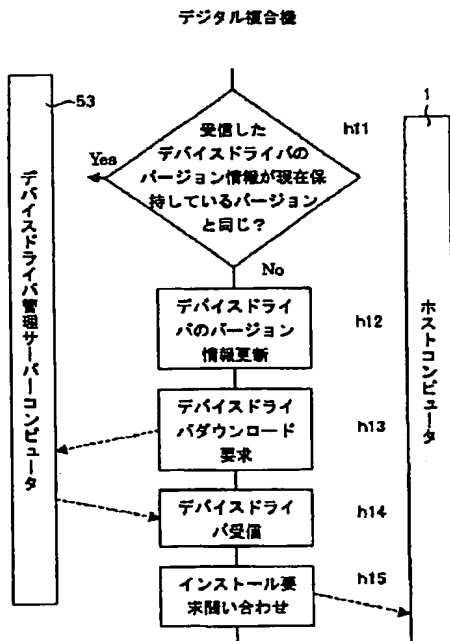 デジタル複合機
53
1
受信した
デバイスドライバの
バージョン情報が現在保
持しているバージョン
と同じ？
h11
Yes
No
デバイスドライ
バのバージョン
情報更新
h12
デバイスドライ
バダウンロード
要求
h13
デバイスドライ
バ受信
h14
インストール要
求問い合わせ
h15
デバイスドライバ管理サーバーコンピュータ
ホストコンピュータ